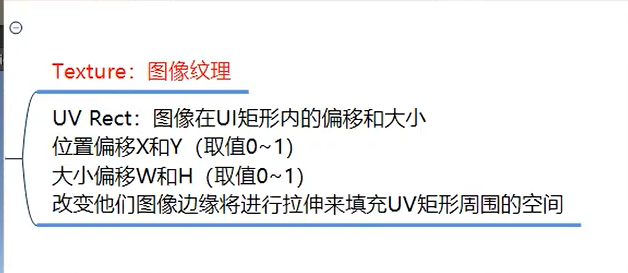 Texture：图像纹理
UV Rect：图像在UI矩形内的偏移和大小
位置偏移X和Y（取值0~1）
大小偏移W和H（取值0~1）
改变他们图像边缘将进行拉伸来填充UV矩形周围的空间